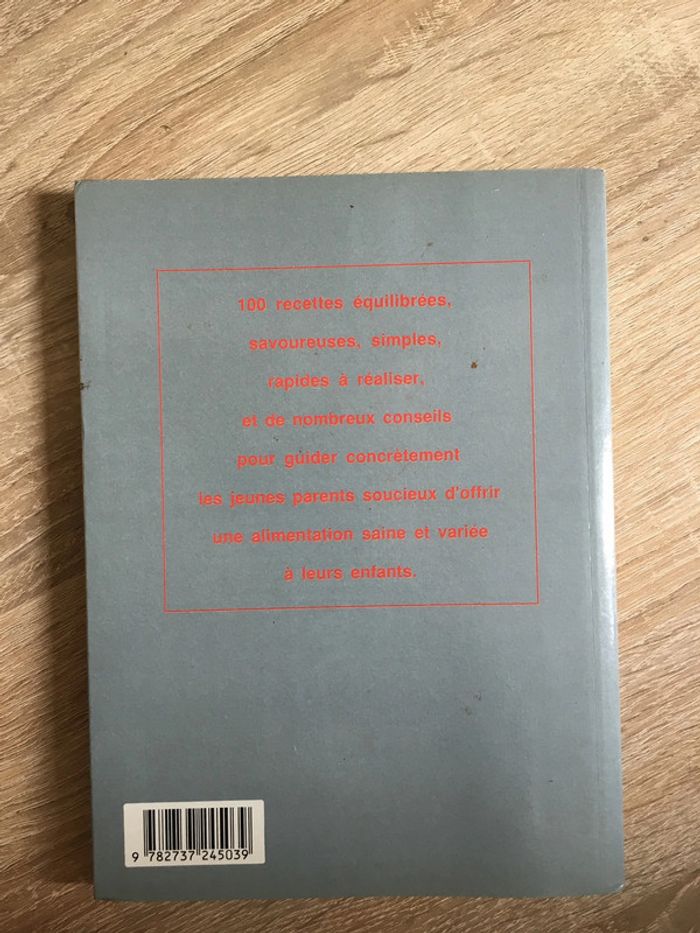 100 recettes équilibrées,
savoureuses, simples,
rapides à réaliser,
et de nombreux conseils
pour guider concrètement
les jeunes parents soucieux d'offrir
une alimentation saine et variée
à leurs enfants.
9 782737 245039